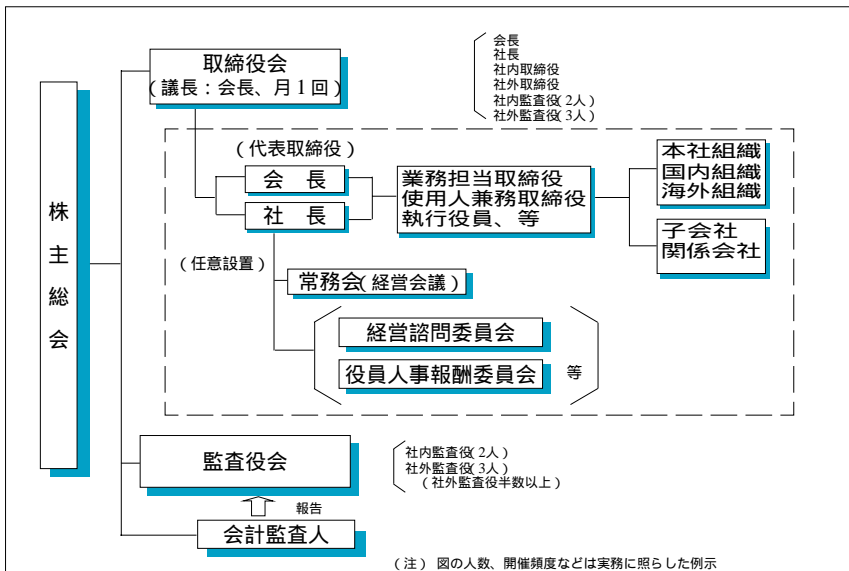 取締役会
(議長：会長、月1回)
会長
社長
社内取締役
社外取締役
社内監査役(2人)
社外監査役(3人)
株主総会
(代表取締役)
会　長
社　長
業務担当取締役
使用人兼務取締役
執行役員、等
本社組織
国内組織
海外組織
子会社
関係会社
(任意設置)
常務会(経営会議)
経営諮問委員会
役員人事報酬委員会
等
監査役会
社内監査役(2人)
社外監査役(3人)
(社外監査役半数以上)
報告
会計監査人
(注) 図の人数、開催頻度などは実務に照らした例示